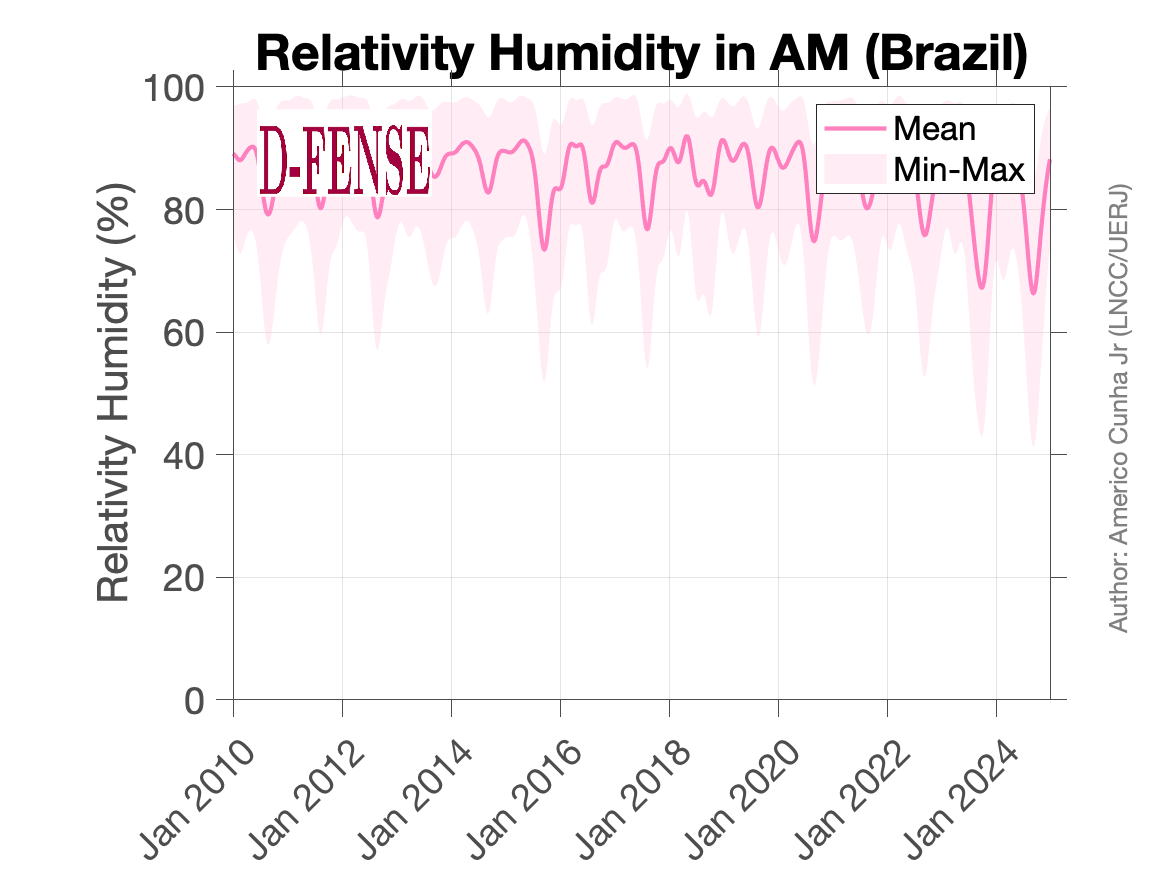 Relativity Humidity in AM (Brazil)
D-FENSE
Mean
Min-Max
Relativity Humidity (%)
100
80
60
40
20
0
Jan 2010
Jan 2012
Jan 2014
Jan 2016
Jan 2018
Jan 2020
Jan 2022
Jan 2024
Author: Americo Cunha Jr (LNCC/UERJ)